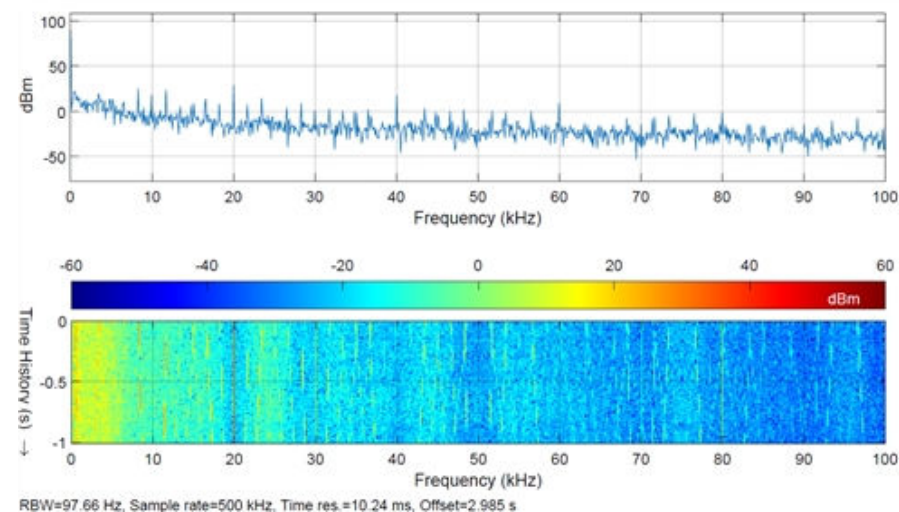 100
50
0
-50
dBm
0 10 20 30 40 50 60 70 80 90 100
Frequency (kHz)
-60 -40 -20 0 20 40 60
dBm
0
-0.5
-1
Time History (s) →
0 10 20 30 40 50 60 70 80 90 100
Frequency (kHz)
RBW=97.66 Hz, Sample rate=500 kHz, Time res.=10.24 ms, Offset=2.985 s